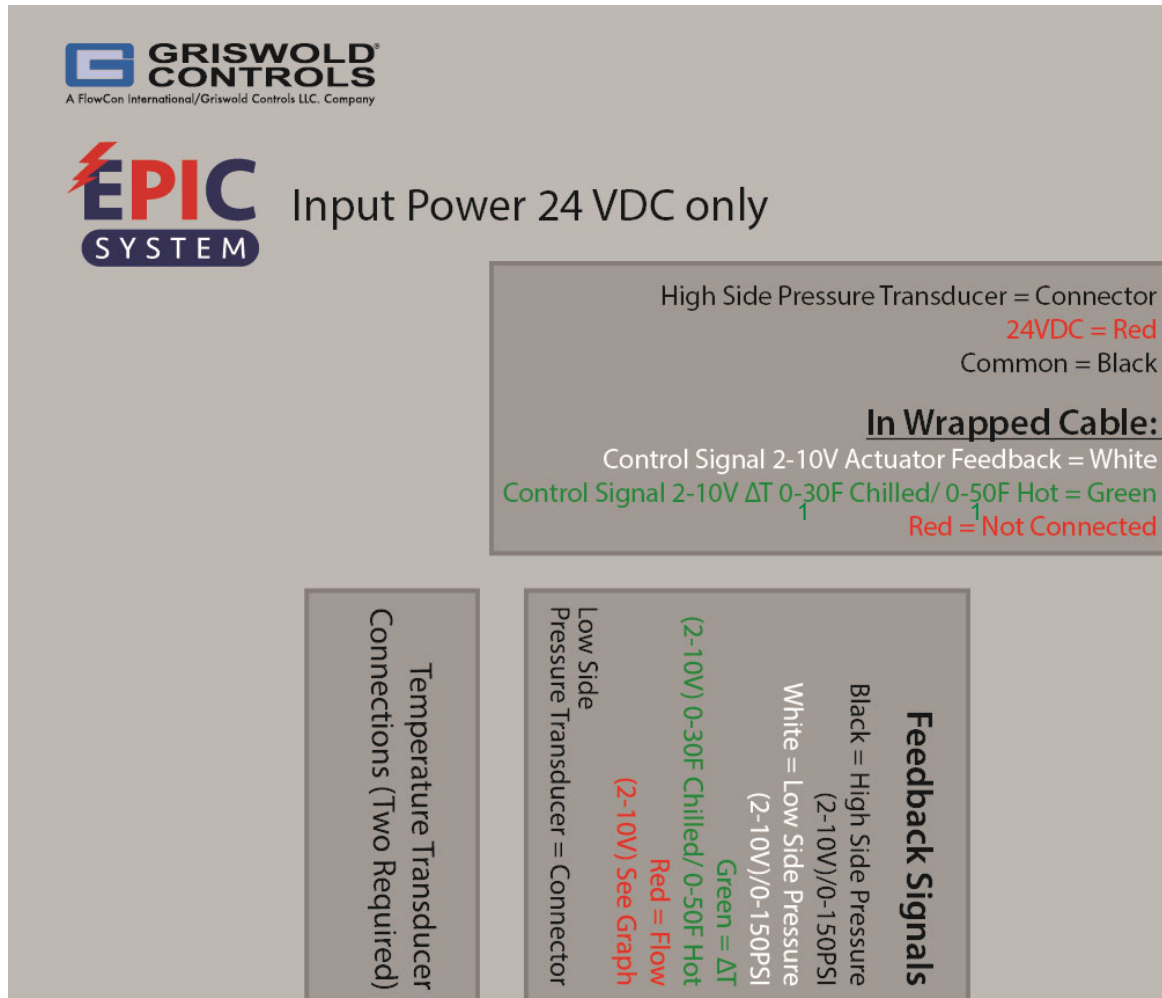 GRISWOLD®
CONTROLS
A FlowCon International/Griswold Controls LLC. Company
EPIC
SYSTEM
Input Power 24 VDC only
High Side Pressure Transducer = Connector
24VDC = Red
Common = Black
In Wrapped Cable:
Control Signal 2-10V Actuator Feedback = White
Control Signal 2-10V ΔT 0-30F Chilled/ 0-50F Hot = Green
1 1
Red = Not Connected
Temperature Transducer
Connections (Two Required)
Feedback Signals
Black = High Side Pressure
(2-10V)/0-150PSI
White = Low Side Pressure
(2-10V)/0-150PSI
Green = ΔT
(2-10V) 0-30F Chilled/ 0-50F Hot
Red = Flow
(2-10V) See Graph
Low Side
Pressure Transducer = Connector